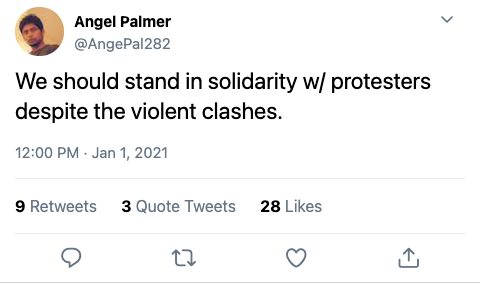 Angel Palmer
@AngePal282
We should stand in solidarity w/ protesters
despite the violent clashes.
12:00 PM · Jan 1, 2021
9 Retweets 3 Quote Tweets 28 Likes